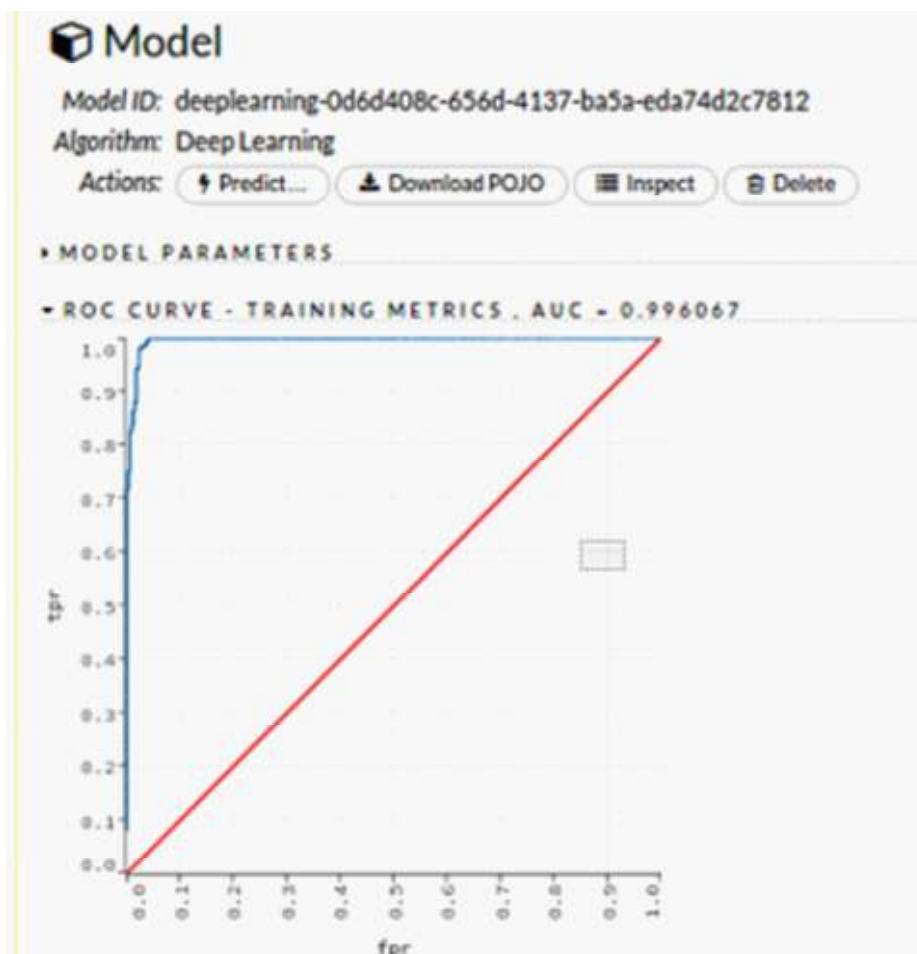 Model
Model ID: deeplearning-0d6d408c-656d-4137-ba5a-eda74d2c7812
Algorithm: Deep Learning
Actions: Predict... Download POJO Inspect Delete
MODEL PARAMETERS
ROC CURVE - TRAINING METRICS , AUC = 0.996067
1.0
0.9
0.8
0.7
0.6
0.5
0.4
0.3
0.2
0.1
0.0
tpr
0.0 0.1 0.2 0.3 0.4 0.5 0.6 0.7 0.8 0.9 1.0
fpr